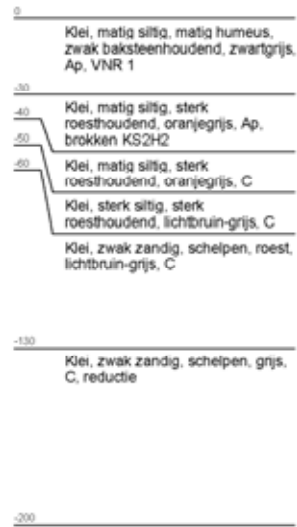 0
Klei, matig siltig, matig humeus,
zwak baksteenhoudend, zwartgrijs,
Ap, VNR 1
-30
Klei, matig siltig, sterk
roesthoudend, oranjegrijs, Ap,
brokken KS2H2
-40
Klei, matig siltig, sterk
roesthoudend, oranjegrijs, C
-50
Klei, sterk siltig, sterk
roesthoudend, lichtbruin-grijs, C
-60
Klei, zwak zandig, schelpen, roest,
lichtbruin-grijs, C
-130
Klei, zwak zandig, schelpen, grijs,
C, reductie
-200